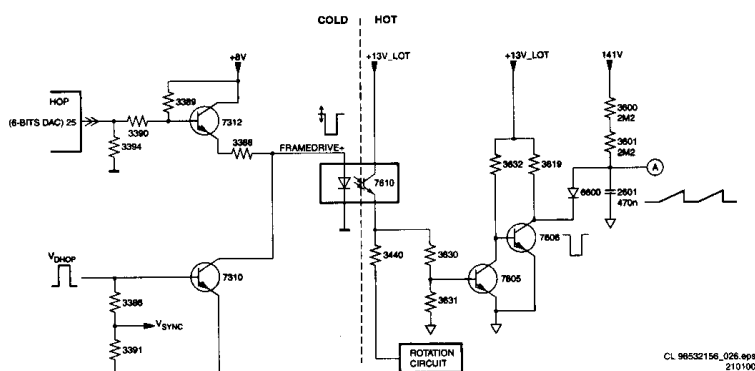 COLD HOT
+8V
+13V_LOT
+13V_LOT
141V
HOP
(6-BITS DAC) 25
3389
7312
3390
3394
3388
FRAMEDRIVE+
7610
3600
2M2
3601
2M2
3632
3619
A
6600
2601
470n
7606
VDHOP
7310
3386
VSYNC
3391
3440
3630
3631
7605
ROTATION
CIRCUIT
CL 96532156_026.eps
210100